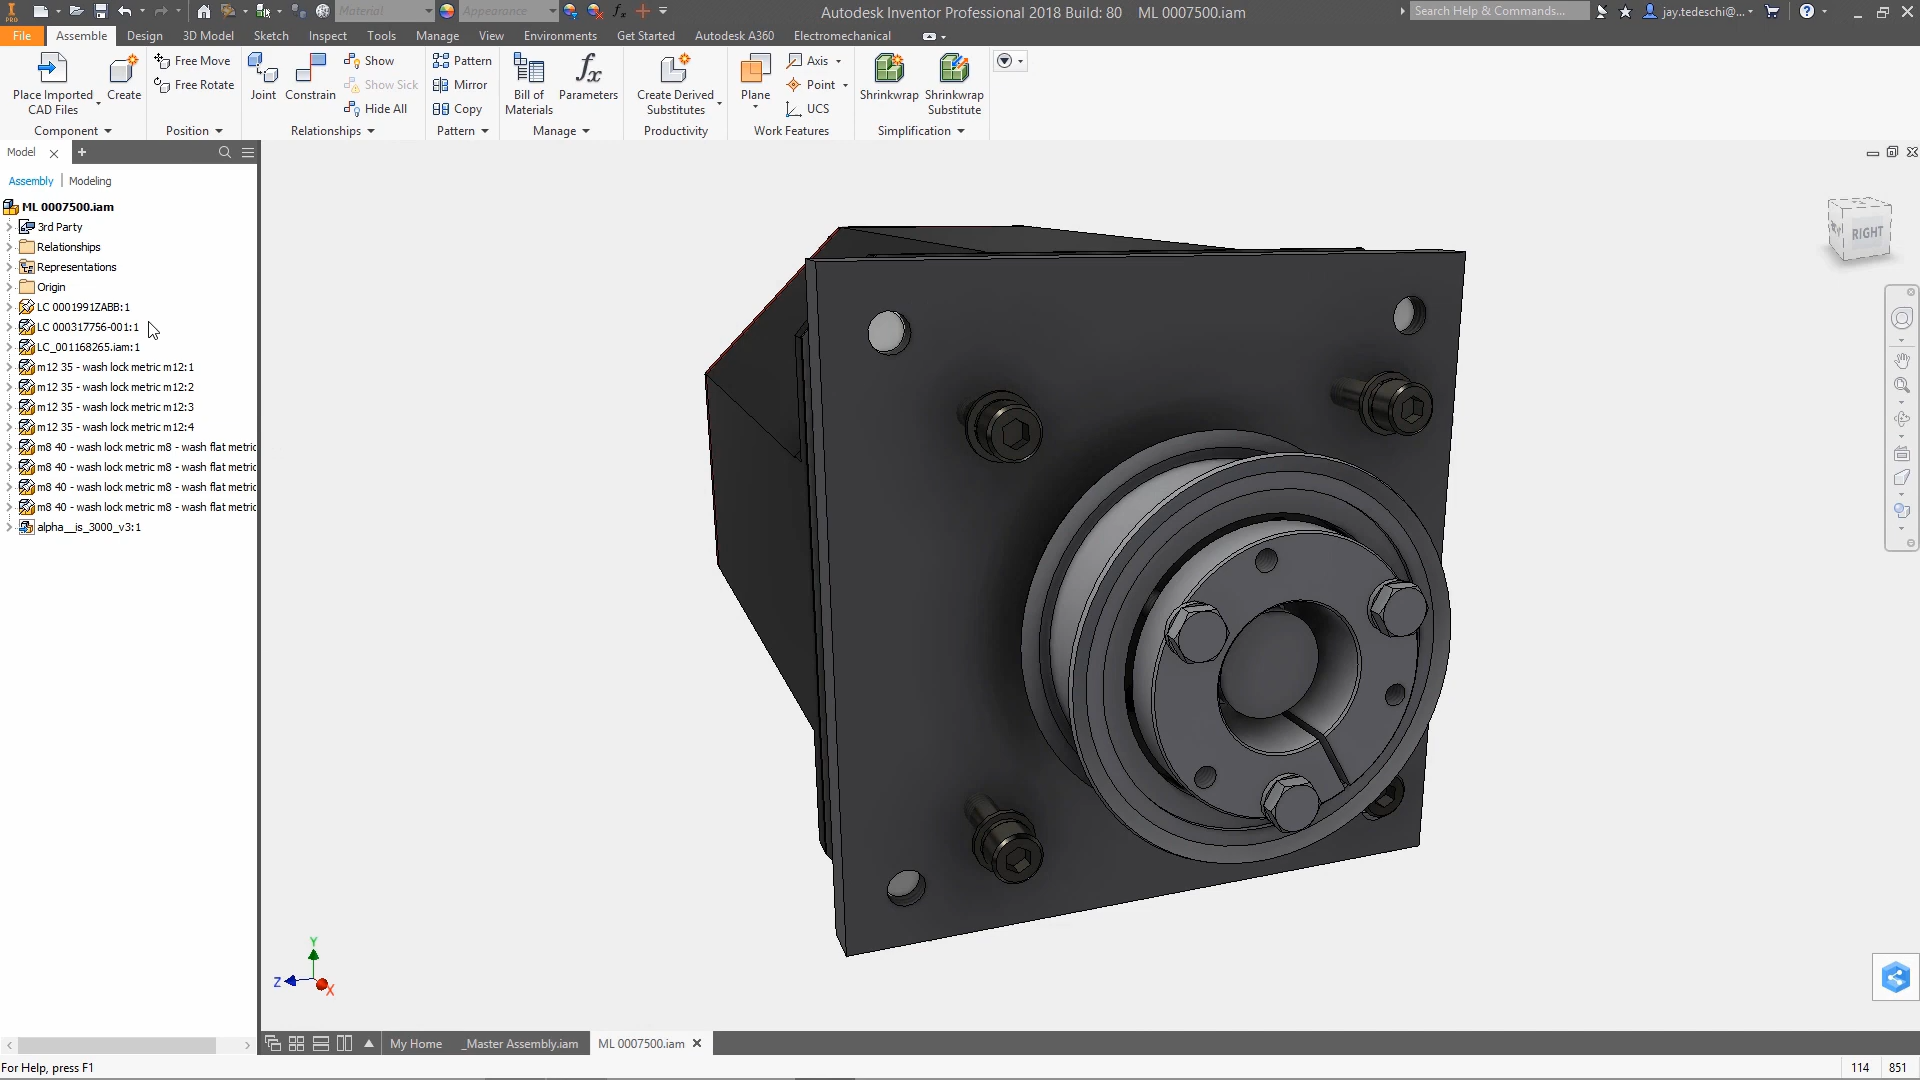 PRO
Material
Appearance
Autodesk Inventor Professional 2018 Build: 80 ML 0007500.iam
Search Help & Commands...
jay.tedeschi@...
File Assemble Design 3D Model Sketch Inspect Tools Manage View Environments Get Started Autodesk A360 Electromechanical
Place Imported CAD Files
Create
Component
Free Move
Free Rotate
Position
Joint
Constrain
Show
Show Sick
Hide All
Relationships
Pattern
Mirror
Copy
Pattern
Bill of Materials
Parameters
Manage
Create Derived Substitutes
Productivity
Plane
Axis
Point
UCS
Work Features
Shrinkwrap
Shrinkwrap Substitute
Simplification
Model
Assembly | Modeling
ML 0007500.iam
3rd Party
Relationships
Representations
Origin
LC 0001991ZABB:1
LC 000317756-001:1
LC_001168265.iam:1
m12 35 - wash lock metric m12:1
m12 35 - wash lock metric m12:2
m12 35 - wash lock metric m12:3
m12 35 - wash lock metric m12:4
m8 40 - wash lock metric m8 - wash flat metric
m8 40 - wash lock metric m8 - wash flat metric
m8 40 - wash lock metric m8 - wash flat metric
m8 40 - wash lock metric m8 - wash flat metric
alpha__is_3000_v3:1
RIGHT
Y
Z
X
My Home _Master Assembly.iam ML 0007500.iam
For Help, press F1
114 851